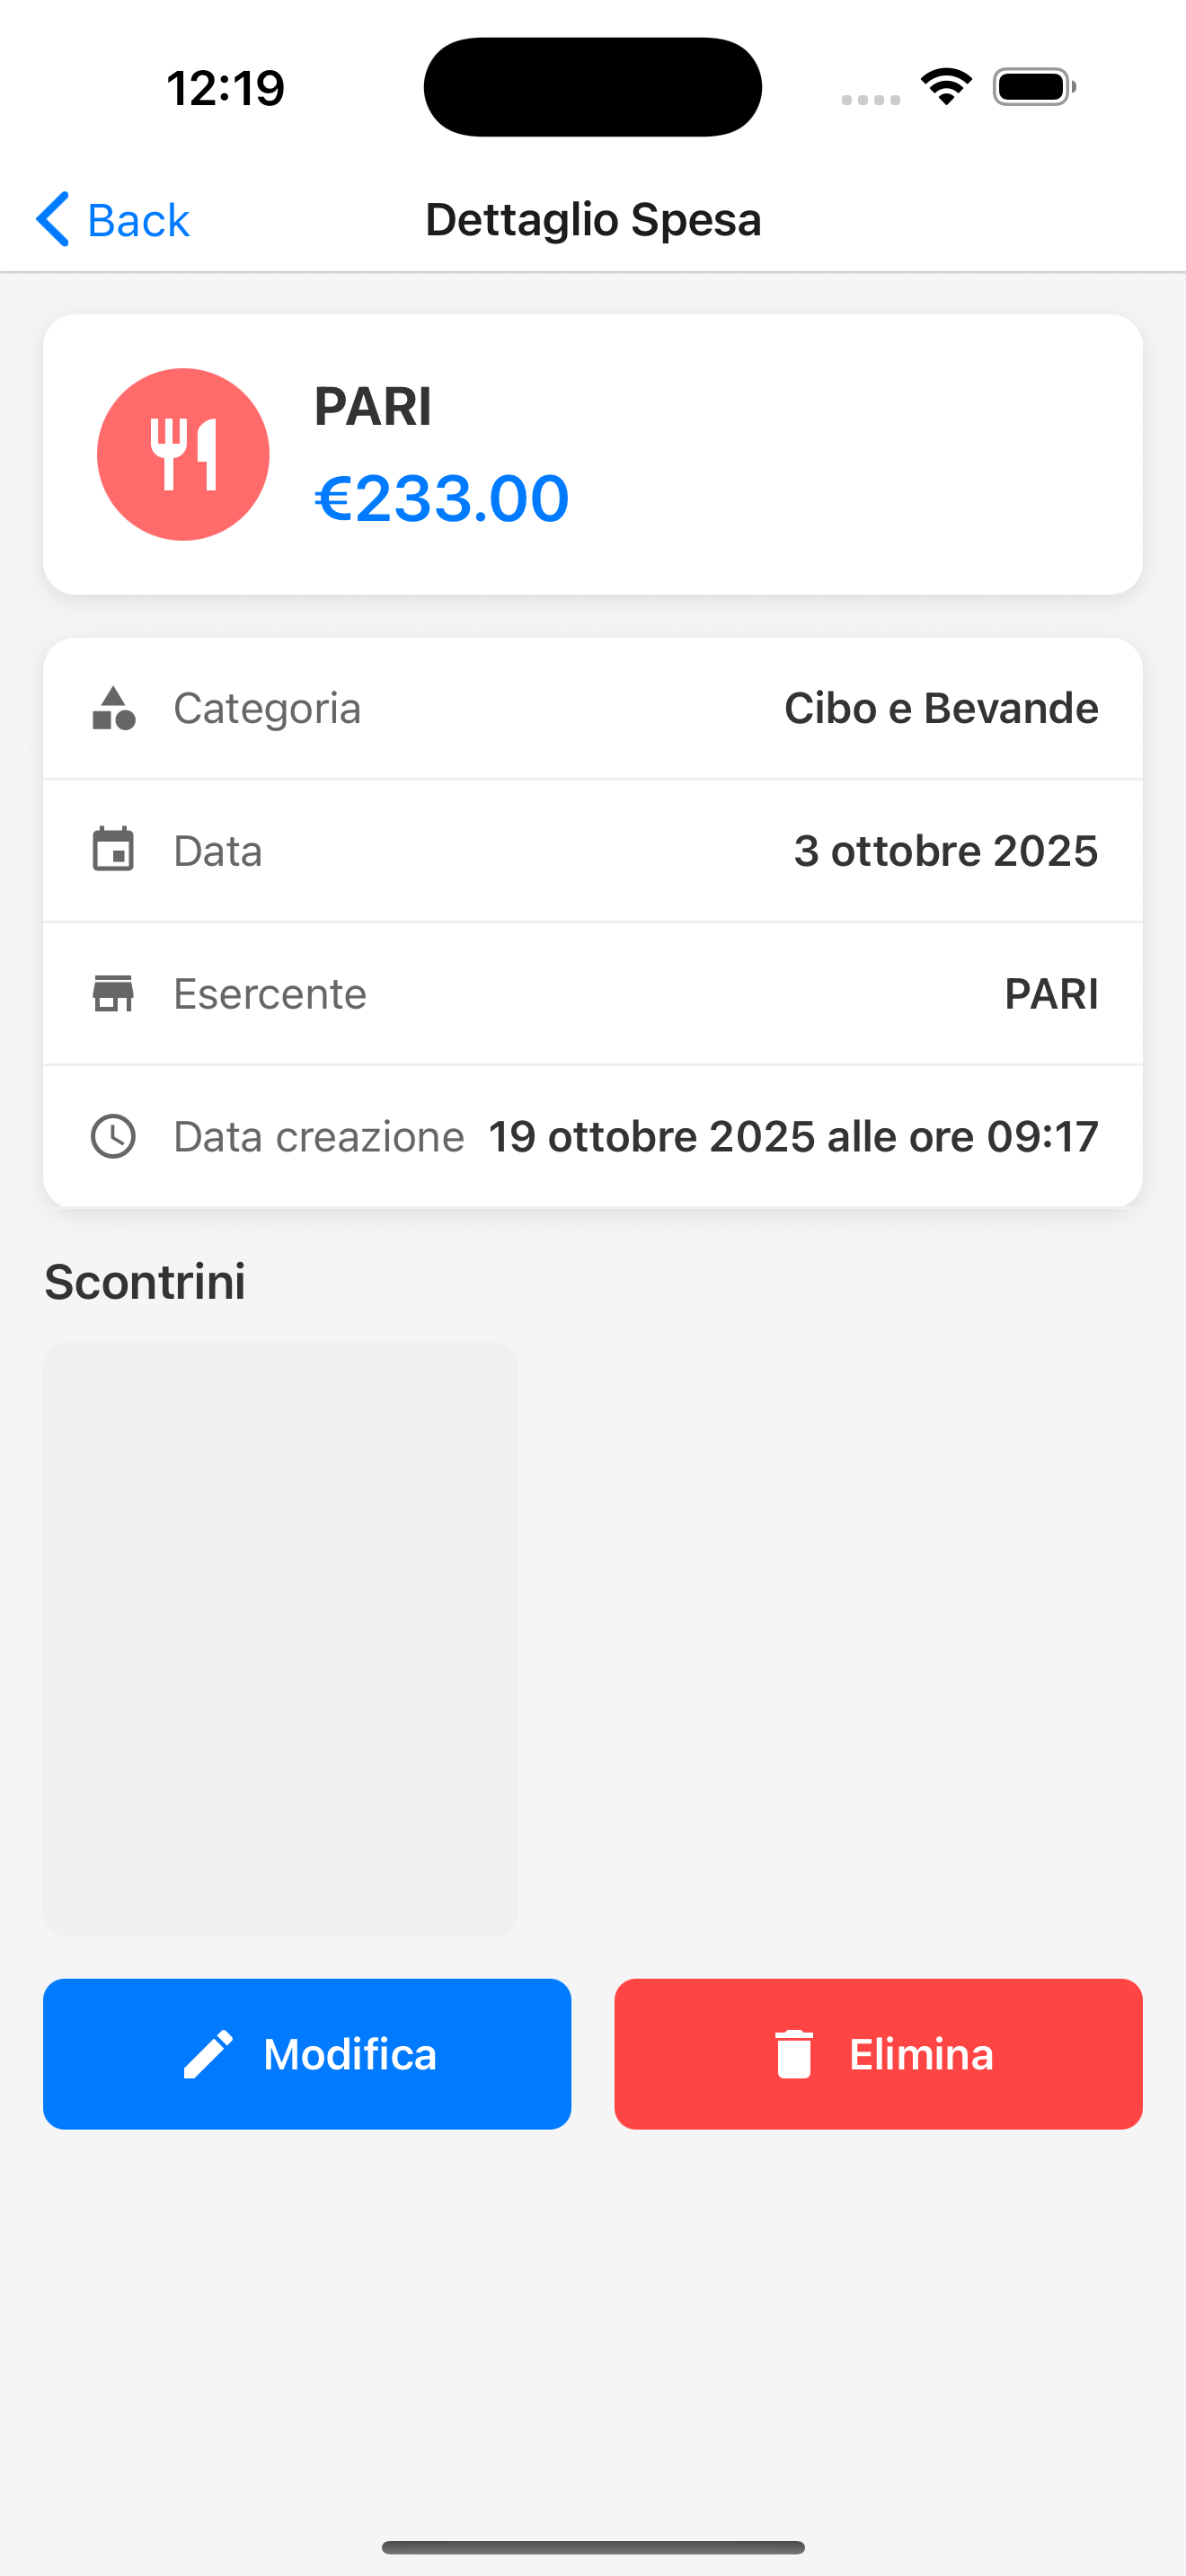 12:19
Back
Dettaglio Spesa
PARI
€233.00
Categoria
Cibo e Bevande
Data
3 ottobre 2025
Esercente
PARI
Data creazione
19 ottobre 2025 alle ore 09:17
Scontrini
Modifica
Elimina